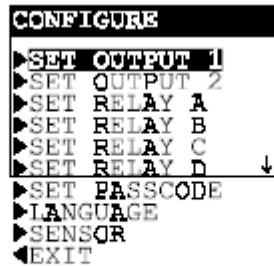 CONFIGURE
SET OUTPUT 1
SET OUTPUT 2
SET RELAY A
SET RELAY B
SET RELAY C
SET RELAY D
SET PASSCODE
LANGUAGE
SENSOR
EXIT